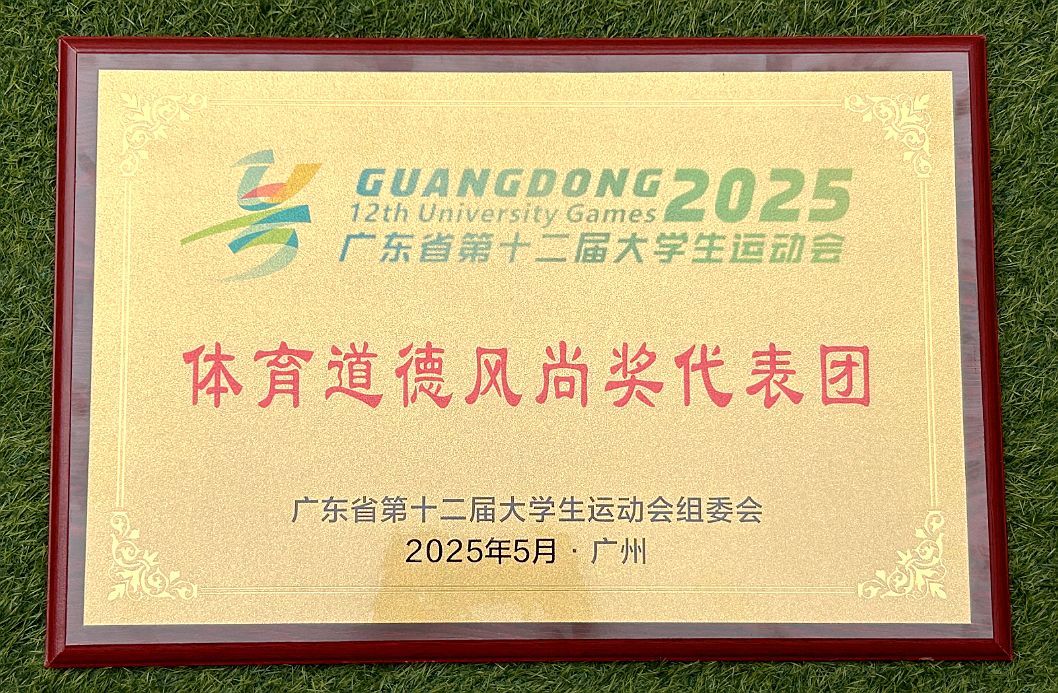 GUANGDONG 2025
12th University Games
广东省第十二届大学生运动会
体育道德风尚奖代表团
广东省第十二届大学生运动会组委会
2025年5月·广州